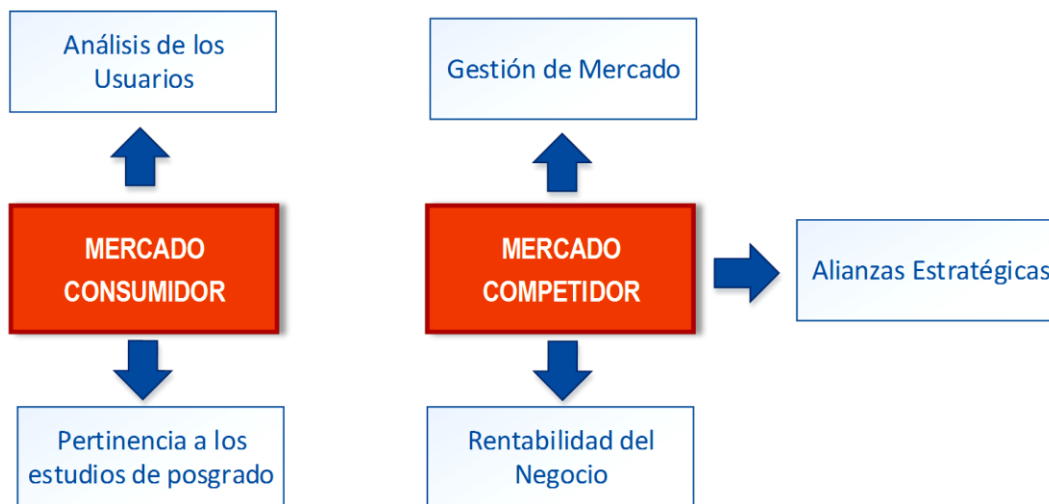 Análisis de los
Usuarios
Gestión de Mercado
MERCADO
CONSUMIDOR
MERCADO
COMPETIDOR
Alianzas Estratégicas
Pertinencia a los
estudios de posgrado
Rentabilidad del
Negocio